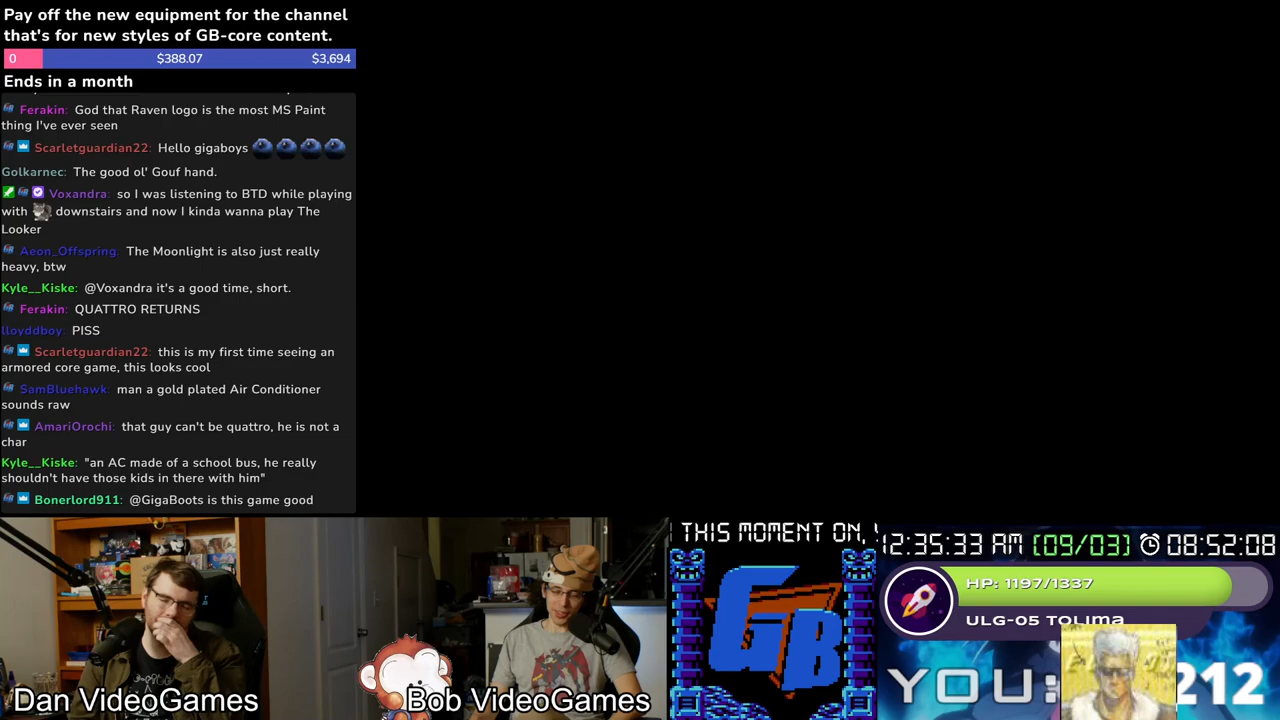 Pay off the new equipment for the channel
that's for new styles of GB-core content.
0 $388.07 $3,694
Ends in a month
Ferakin: God that Raven logo is the most MS Paint
thing I've ever seen
Scarletguardian22: Hello gigaboys
Golkarnec: The good ol' Gouf hand.
Voxandra: so I was listening to BTD while playing
with downstairs and now I kinda wanna play The
Looker
Aeon_Offspring: The Moonlight is also just really
heavy, btw
Kyle__Kiske: @Voxandra it's a good time, short.
Ferakin: QUATTRO RETURNS
lloyddboy: PISS
Scarletguardian22: this is my first time seeing an
armored core game, this looks cool
SamBluehawk: man a gold plated Air Conditioner
sounds raw
AmariOrochi: that guy can't be quattro, he is not a
char
Kyle__Kiske: "an AC made of a school bus, he really
shouldn't have those kids in there with him"
Bonerlord911: @GigaBoots is this game good
THIS MOMENT ON,
2:35:33 AM [09/03] 08:52:08
HP: 1197/1337
ULG-05 TOLIMA
GB
YOU: 212
Dan VideoGames
Bob VideoGames